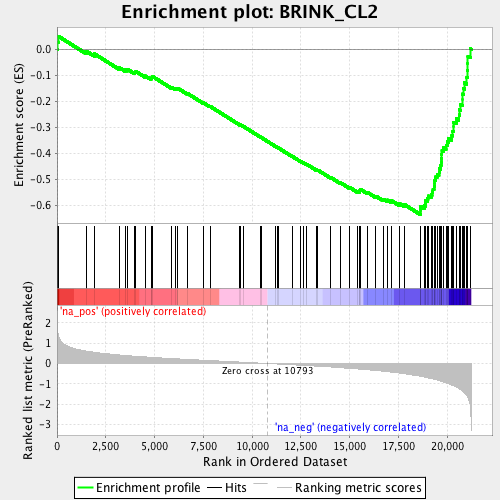 Enrichment plot: BRINK_CL2
Enrichment score (ES)
0.0
-0.1
-0.2
-0.3
-0.4
-0.5
-0.6
'na_pos' (positively correlated)
Ranked list metric (PreRanked)
2
1
0
-1
-2
-3
Zero cross at 10793
'na_neg' (negatively correlated)
0
2,500
5,000
7,500
10,000
12,500
15,000
17,500
20,000
Rank in Ordered Dataset
Enrichment profile
Hits
Ranking metric scores